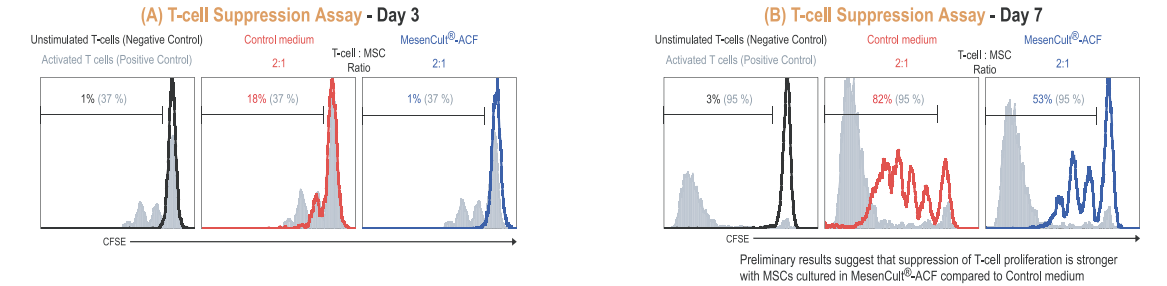 (A) T-cell Suppression Assay - Day 3
Unstimulated T-cells (Negative Control)
Activated T cells (Positive Control)
Control medium
2:1
T-cell : MSC
Ratio
MesenCult®-ACF
2:1
1% (37 %)
18% (37 %)
1% (37 %)
CFSE
(B) T-cell Suppression Assay - Day 7
Unstimulated T-cells (Negative Control)
Activated T cells (Positive Control)
Control medium
2:1
T-cell : MSC
Ratio
MesenCult®-ACF
2:1
3% (95 %)
82% (95 %)
53% (95 %)
CFSE
Preliminary results suggest that suppression of T-cell proliferation is stronger
with MSCs cultured in MesenCult®-ACF compared to Control medium